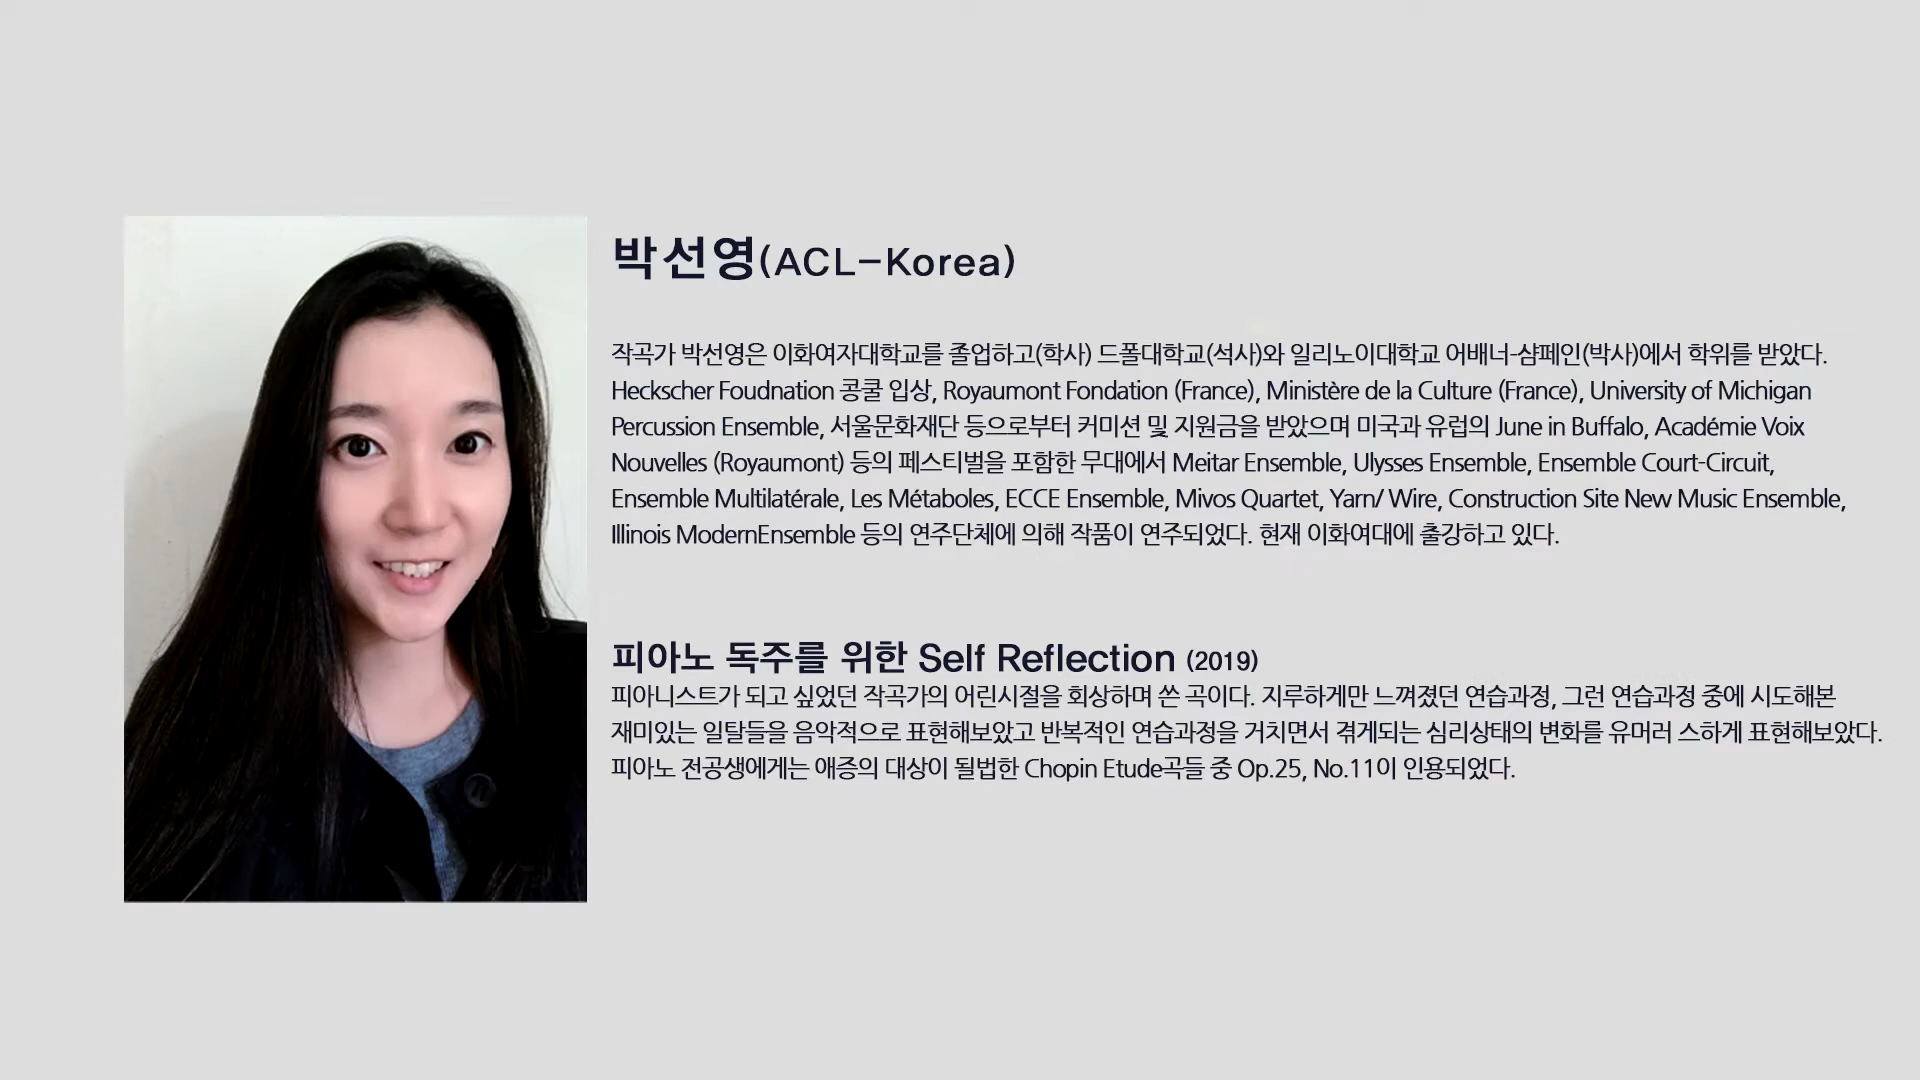 박선영(ACL-Korea)
작곡가 박선영은 이화여자대학교를 졸업하고(학사) 드폴대학교(석사)와 일리노이대학교 어배너-샴페인(박사)에서 학위를 받았다.
Heckscher Foudnation 콩쿨 입상, Royaumont Fondation (France), Ministère de la Culture (France), University of Michigan
Percussion Ensemble, 서울문화재단 등으로부터 커미션 및 지원금을 받았으며 미국과 유럽의 June in Buffalo, Académie Voix
Nouvelles (Royaumont) 등의 페스티벌을 포함한 무대에서 Meitar Ensemble, Ulysses Ensemble, Ensemble Court-Circuit,
Ensemble Multilatérale, Les Métaboles, ECCE Ensemble, Mivos Quartet, Yarn/ Wire, Construction Site New Music Ensemble,
Illinois ModernEnsemble 등의 연주단체에 의해 작품이 연주되었다. 현재 이화여대에 출강하고 있다.
피아노 독주를 위한 Self Reflection (2019)
피아니스트가 되고 싶었던 작곡가의 어린시절을 회상하며 쓴 곡이다. 지루하게만 느껴졌던 연습과정, 그런 연습과정 중에 시도해본
재미있는 일탈들을 음악적으로 표현해보았고 반복적인 연습과정을 거치면서 겪게되는 심리상태의 변화를 유머러 스하게 표현해보았다.
피아노 전공생에게는 애증의 대상이 될법한 Chopin Etude곡들 중 Op.25, No.11이 인용되었다.